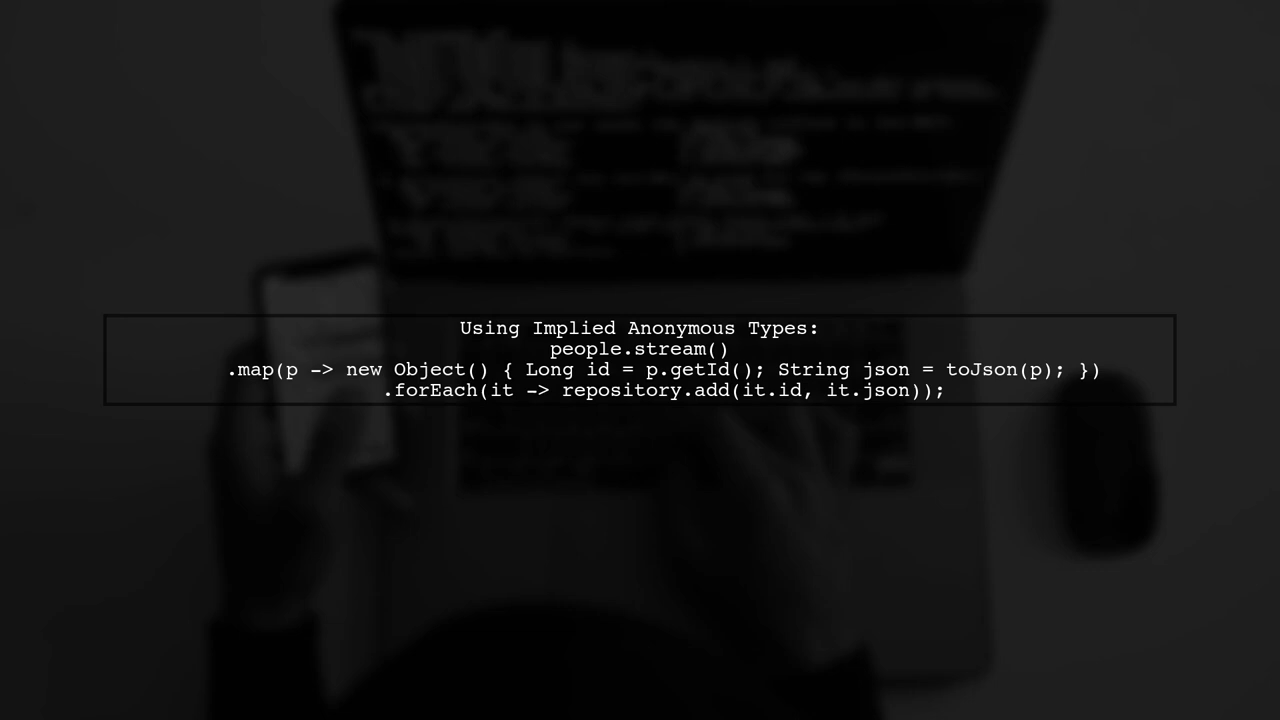 Using Implied Anonymous Types:
people.stream()
.map(p -> new Object() { Long id = p.getId(); String json = toJson(p); })
.forEach(it -> repository.add(it.id, it.json));